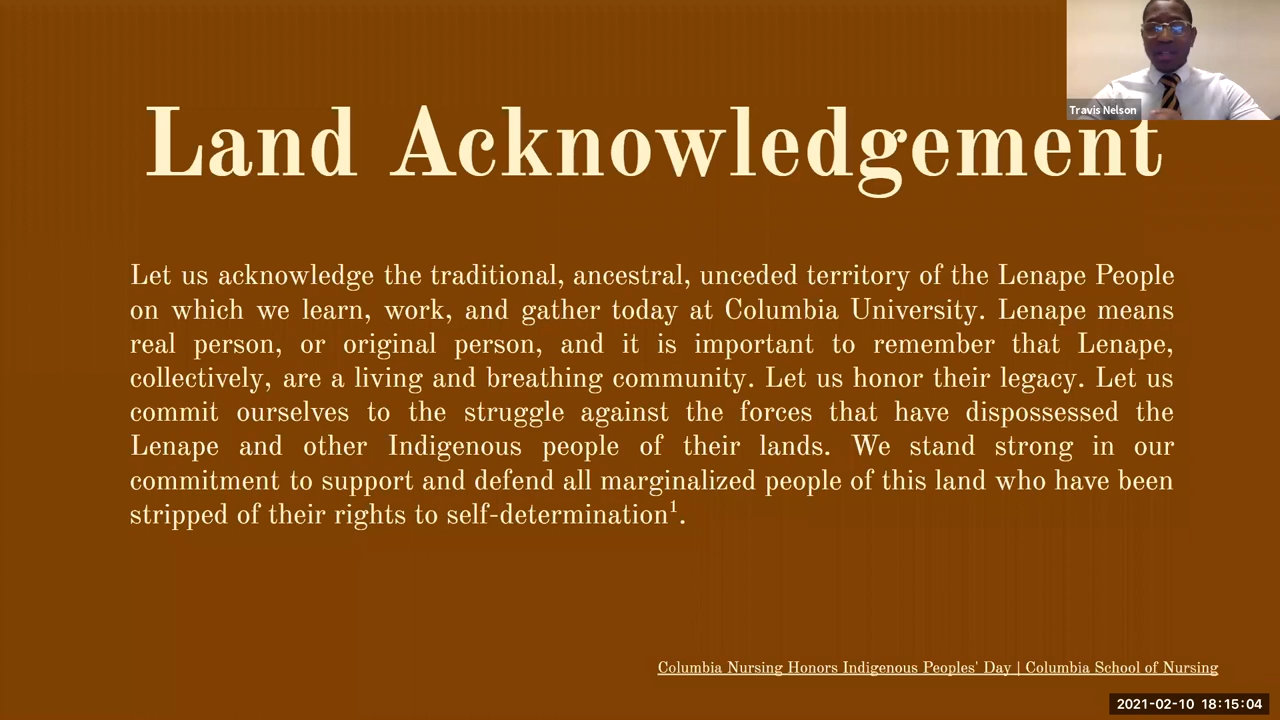 Land Acknowledgement
Travis Nelson
Let us acknowledge the traditional, ancestral, unceded territory of the Lenape People
on which we learn, work, and gather today at Columbia University. Lenape means
real person, or original person, and it is important to remember that Lenape,
collectively, are a living and breathing community. Let us honor their legacy. Let us
commit ourselves to the struggle against the forces that have dispossessed the
Lenape and other Indigenous people of their lands. We stand strong in our
commitment to support and defend all marginalized people of this land who have been
stripped of their rights to self-determination¹.
Columbia Nursing Honors Indigenous Peoples' Day | Columbia School of Nursing
2021-02-10 18:15:04